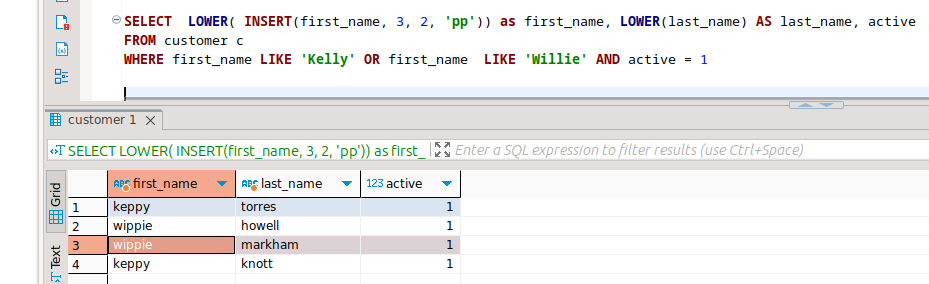 SELECT  LOWER( INSERT(first_name, 3, 2, 'pp')) as first_name, LOWER(last_name) AS last_name, active
FROM customer c
WHERE first_name LIKE 'Kelly' OR first_name  LIKE 'Willie' AND active = 1
customer 1
SELECT LOWER( INSERT(first_name, 3, 2, 'pp')) as first_ Enter a SQL expression to filter results (use Ctrl+Space)
Grid
Text
ABC first_name ABC last_name 123 active
1 keppy torres 1
2 wippie howell 1
3 wippie markham 1
4 keppy knott 1